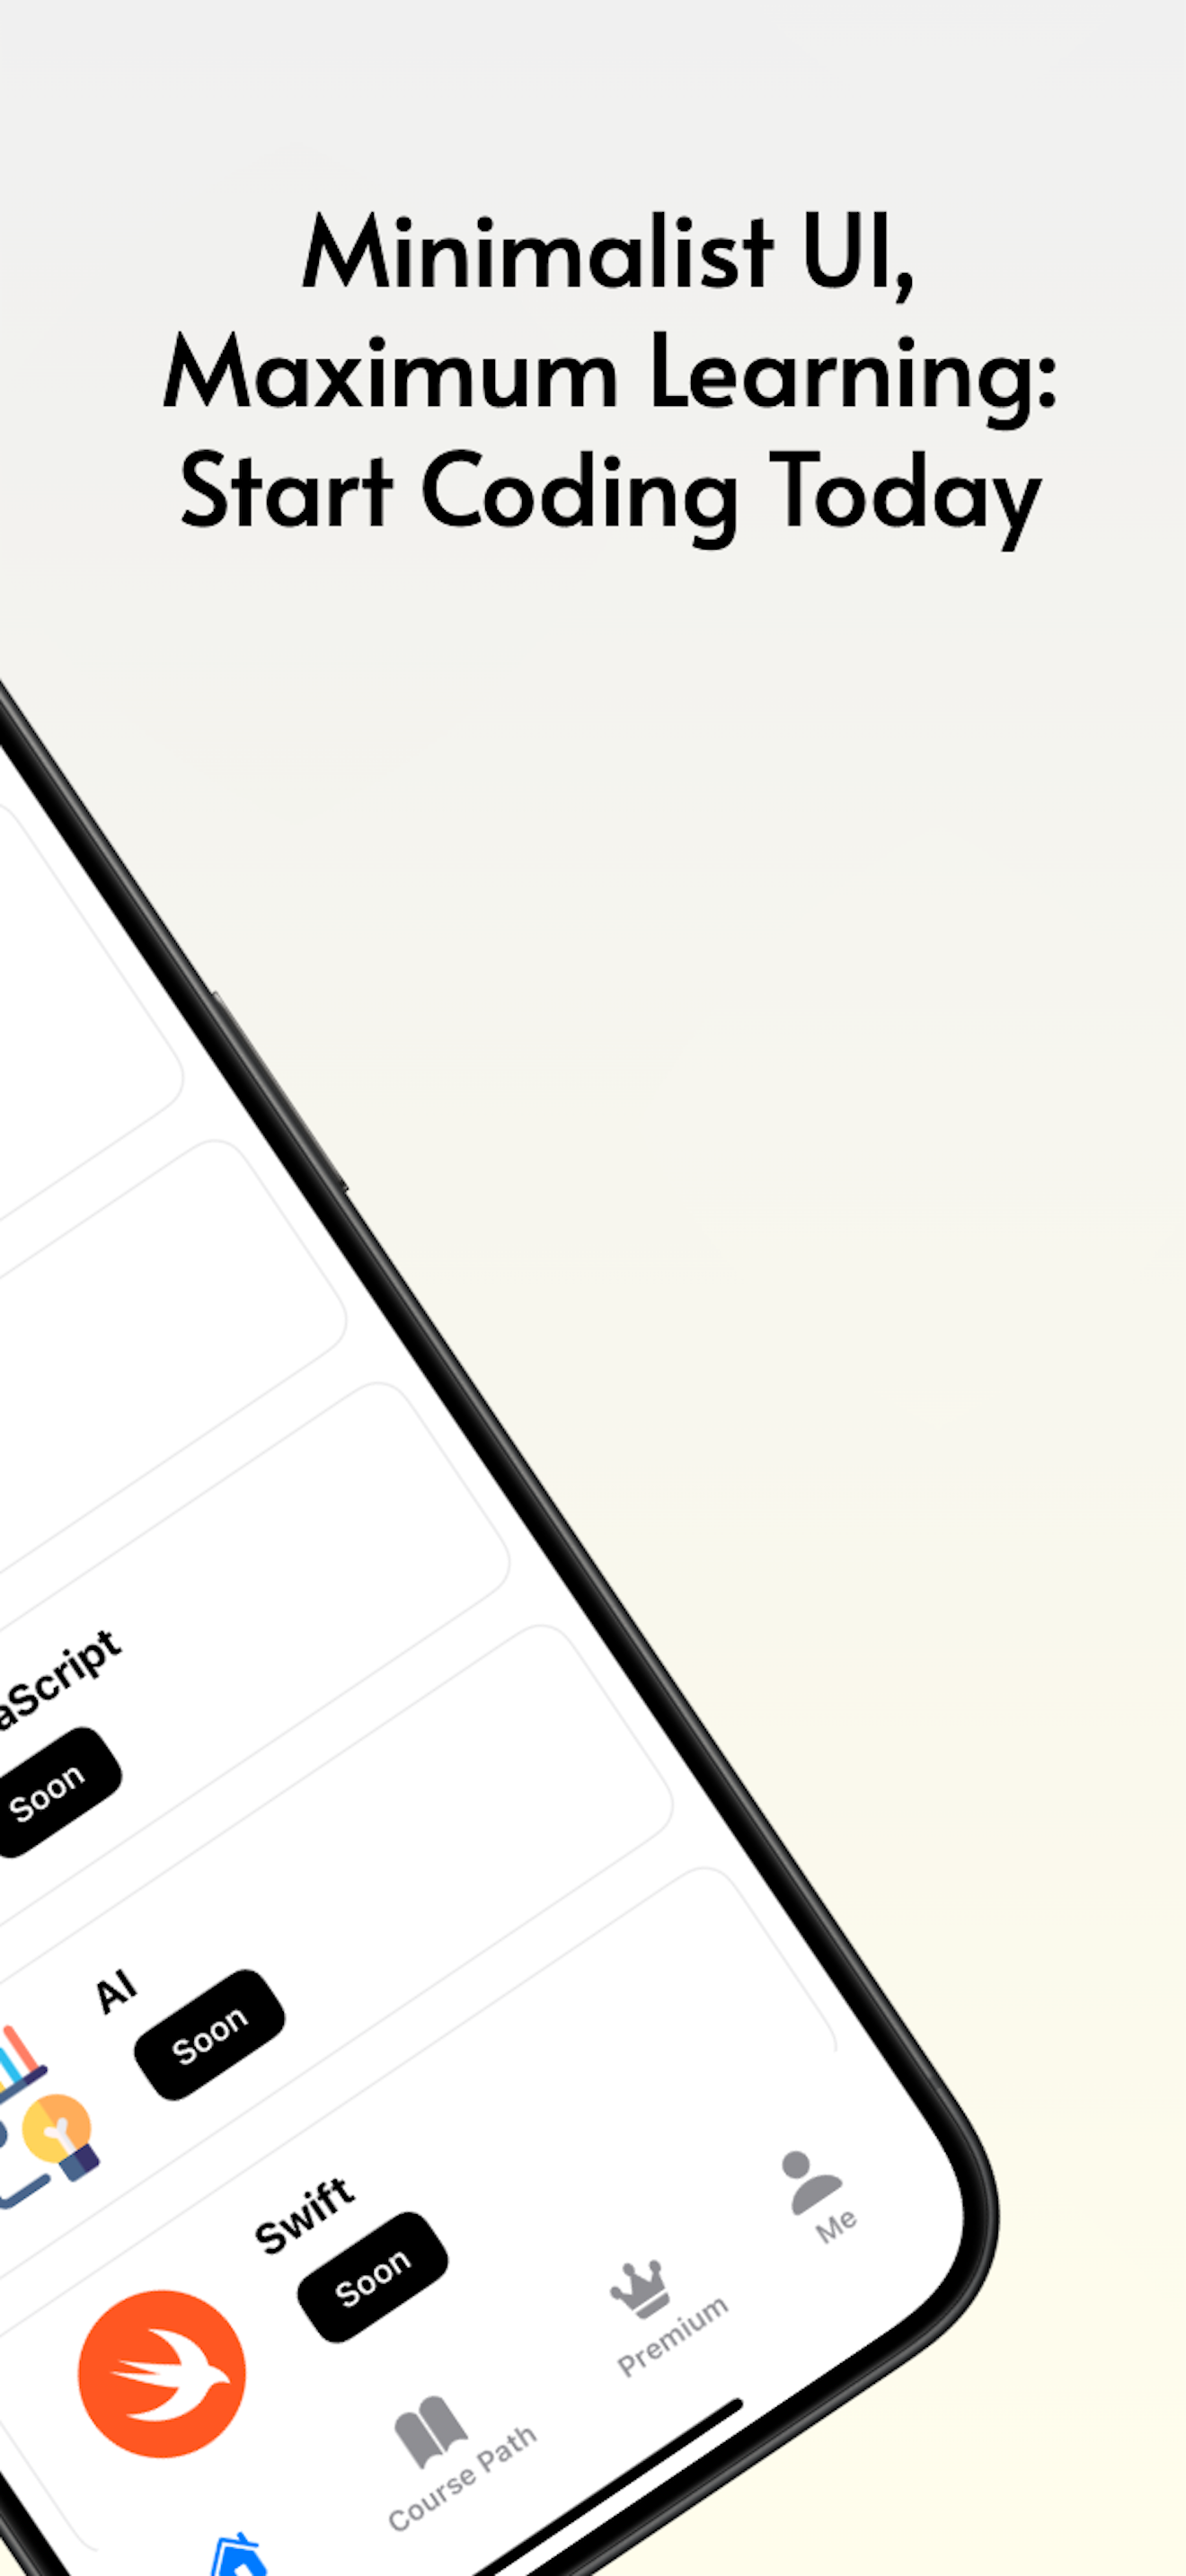 Minimalist UI,
Maximum Learning:
Start Coding Today
aScript
Soon
AI
Soon
Swift
Soon
Me
Premium
Course Path